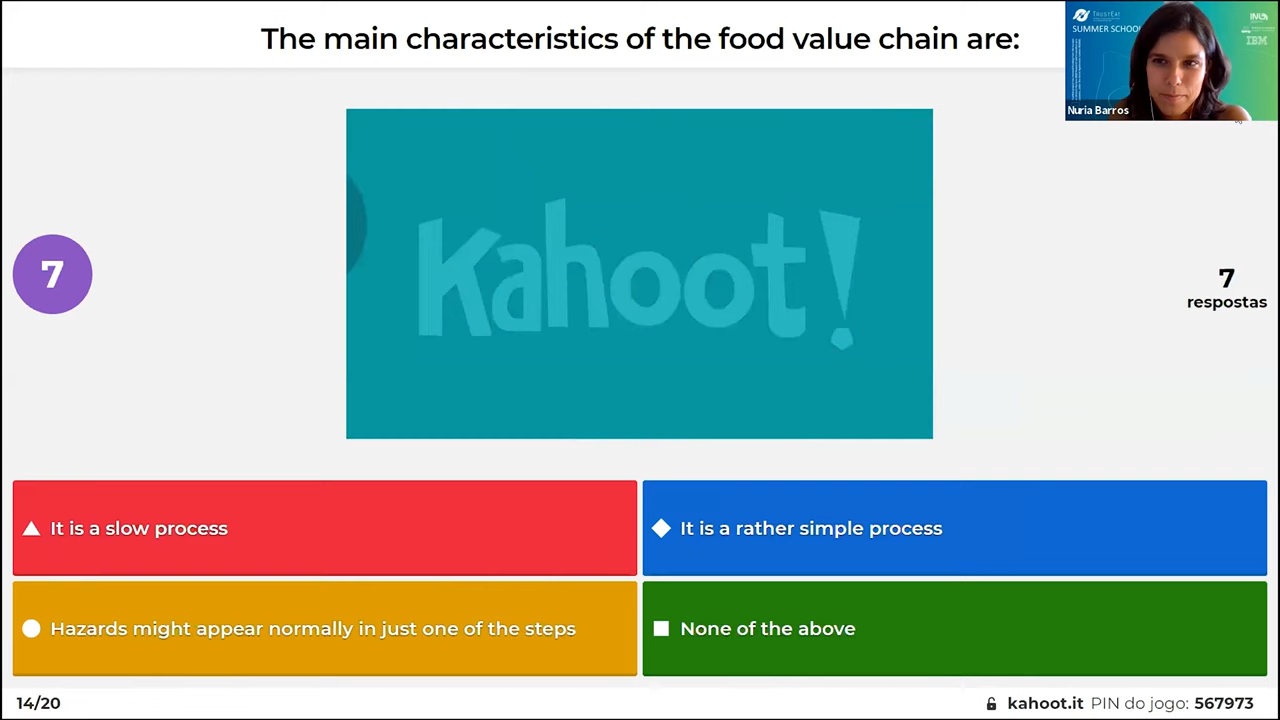 The main characteristics of the food value chain are:
TRUSTEAT
SUMMER SCHOOL
IBM
Nuria Barros
Kahoot!
7
7
respostas
It is a slow process
It is a rather simple process
Hazards might appear normally in just one of the steps
None of the above
14/20
kahoot.it PIN do jogo: 567973